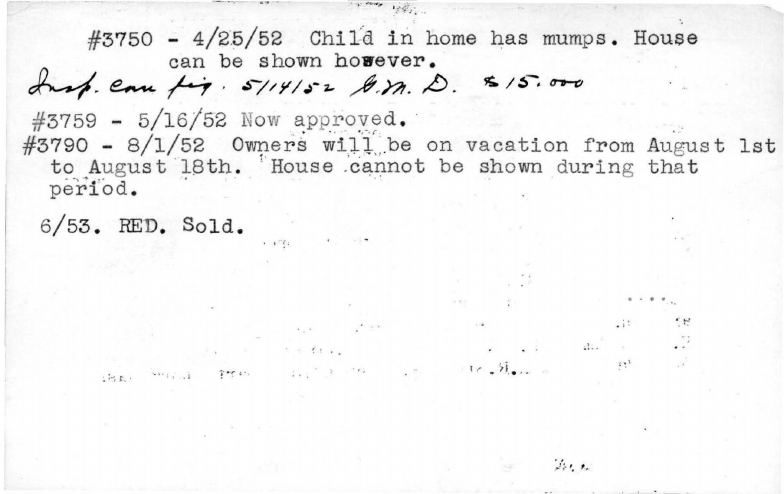 #3750 - 4/25/52 Child in home has mumps. House
can be shown however.
Insp. can fig. 5/14/52 G.M.D. $15.000
#3759 - 5/16/52 Now approved.
#3790 - 8/1/52 Owners will be on vacation from August 1st
to August 18th. House cannot be shown during that
period.
6/53. RED. Sold.